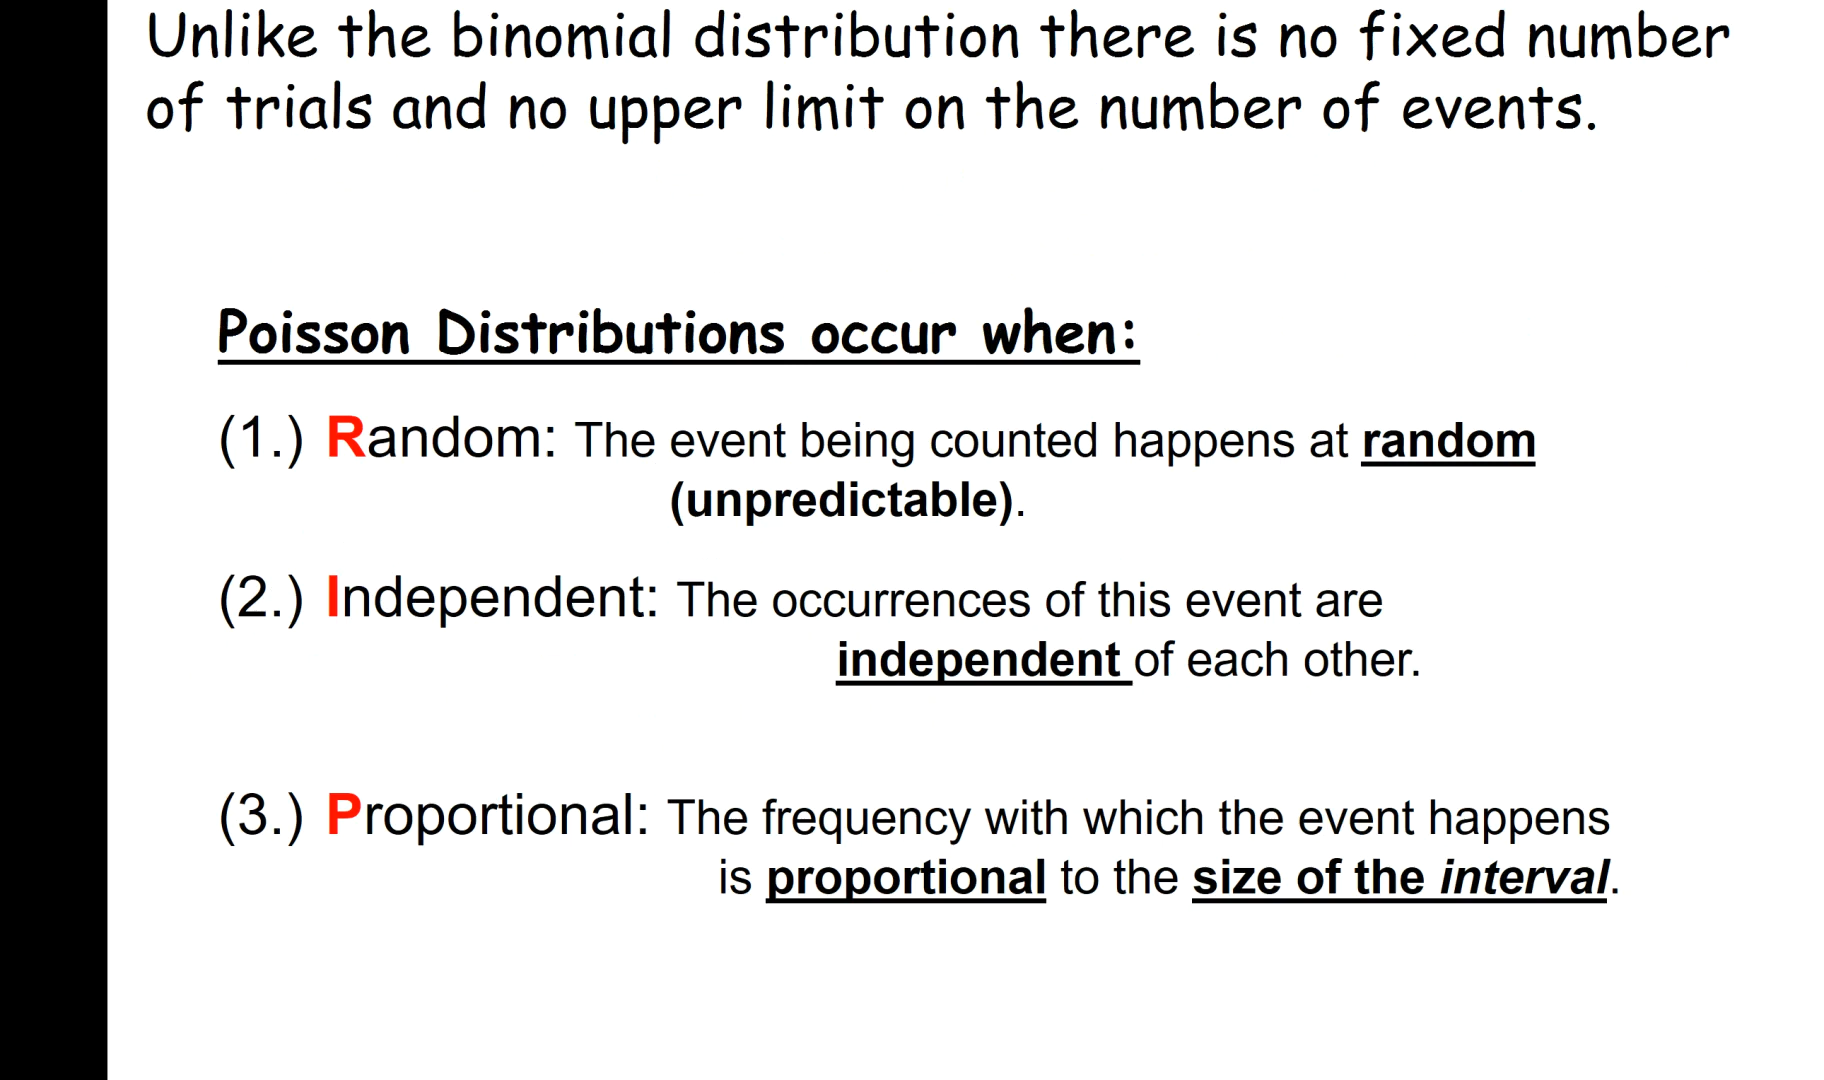 Unlike the binomial distribution there is no fixed number
of trials and no upper limit on the number of events.
Poisson Distributions occur when:
(1.) Random: The event being counted happens at random
(unpredictable).
(2.) Independent: The occurrences of this event are
independent of each other.
(3.) Proportional: The frequency with which the event happens
is proportional to the size of the interval.